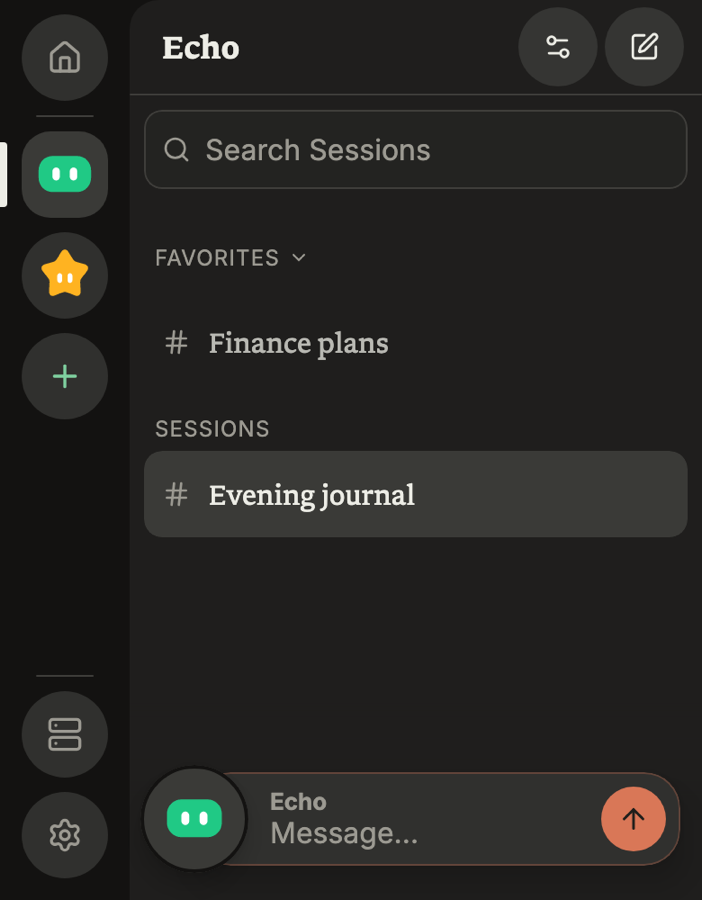 Echo
Search Sessions
FAVORITES
# Finance plans
SESSIONS
# Evening journal
Echo
Message...